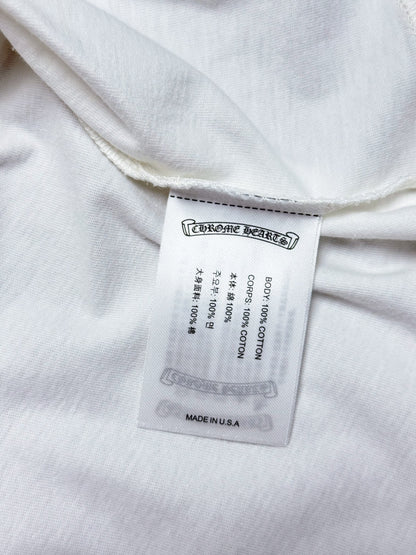 CHROME HEARTS
BODY: 100% COTTON
CORPS: 100% COTON
本体: 綿 100%
주요부: 100% 면
大身面料: 100% 棉
MADE IN U.S.A